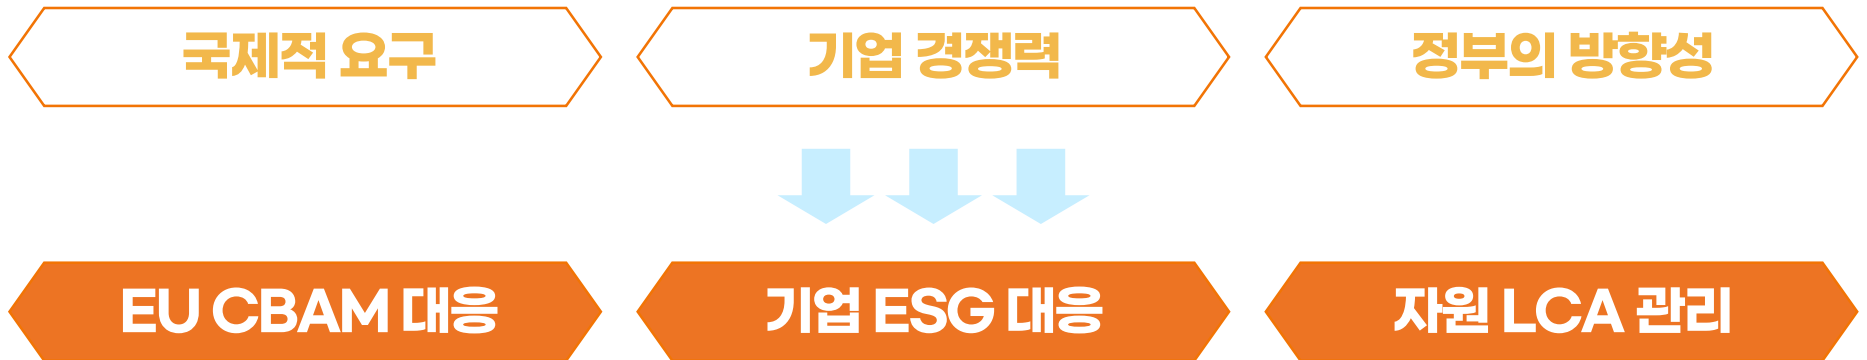 국제적 요구
기업 경쟁력
정부의 방향성
EU CBAM 대응
기업 ESG 대응
자원 LCA 관리